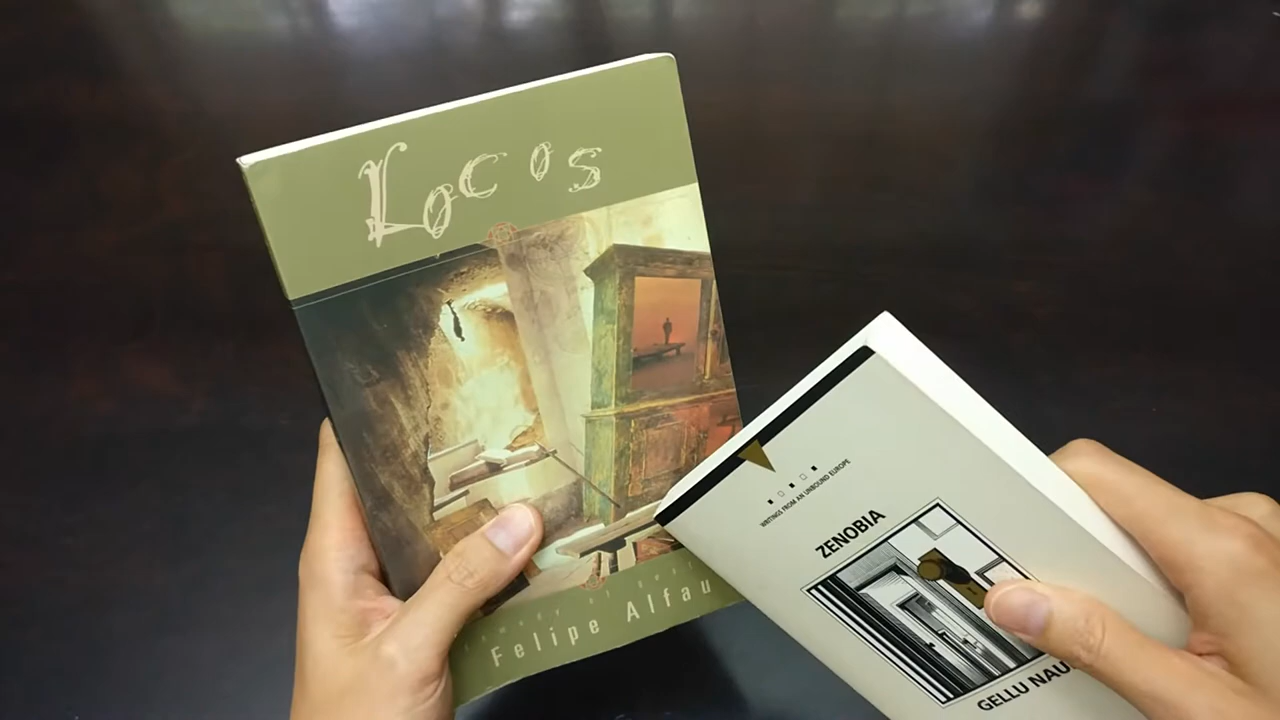 Locos
Felipe Alfau
WRITINGS FROM AN UNBOUND EUROPE
ZENOBIA
GELLU NAU